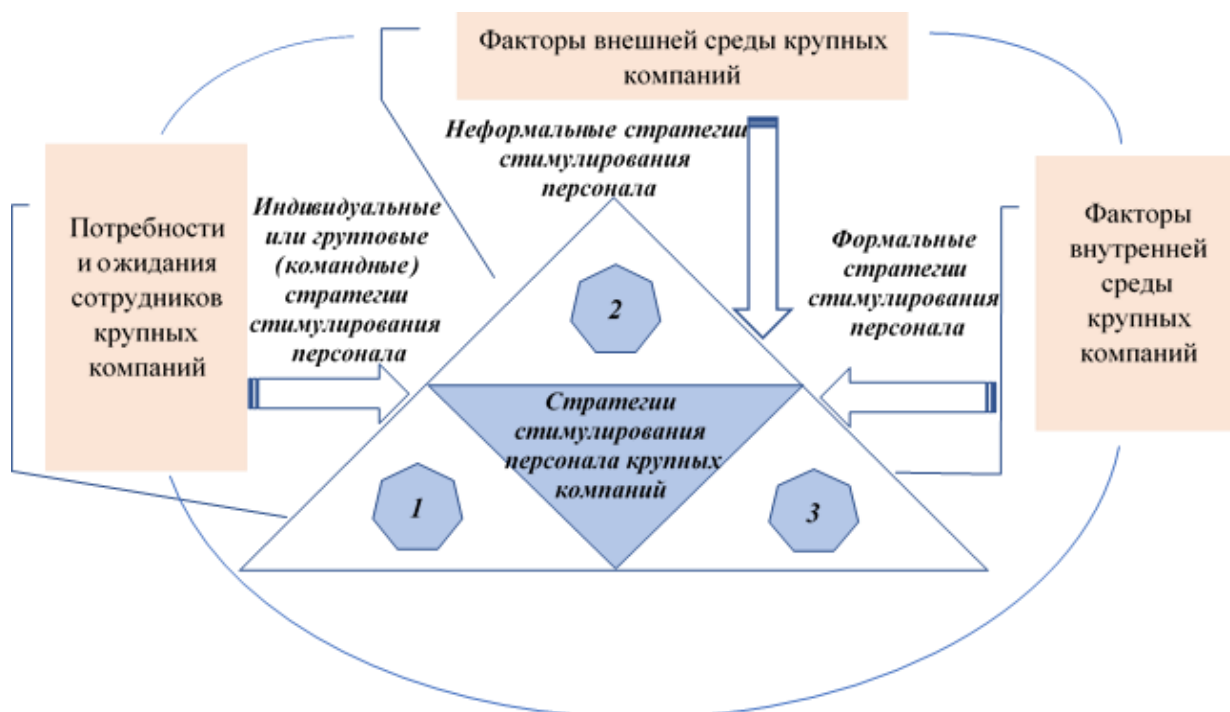 Факторы внешней среды крупных
компаний
Неформальные стратегии
стимулирования
персонала
Потребности
и ожидания
сотрудников
крупных
компаний
Индивидуальные
или групповые
(командные)
стратегии
стимулирования
персонала
Формальные
стратегии
стимулирования
персонала
Факторы
внутренней
среды
крупных
компаний
2
Стратегии
стимулирования
персонала крупных
компаний
1
3